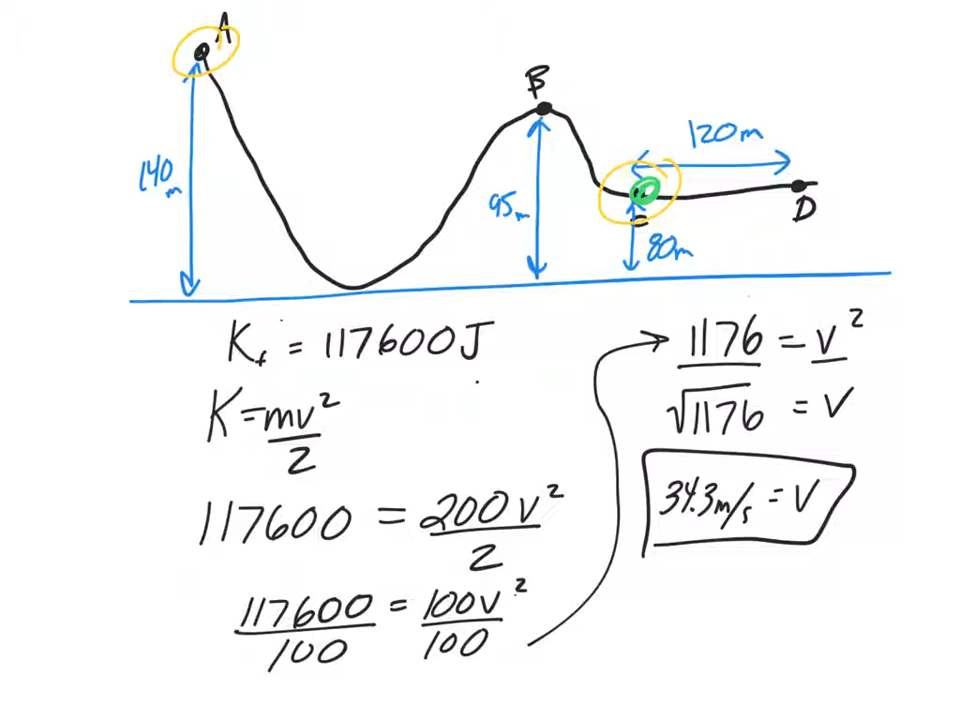 A
B
120m
140
m
95m
C
80m
D
Kf = 117600J
K = mv²
2
117600 = 200v²
2
117600 = 100v²
100 100
1176 = v²
√1176 = v
34.3m/s = v